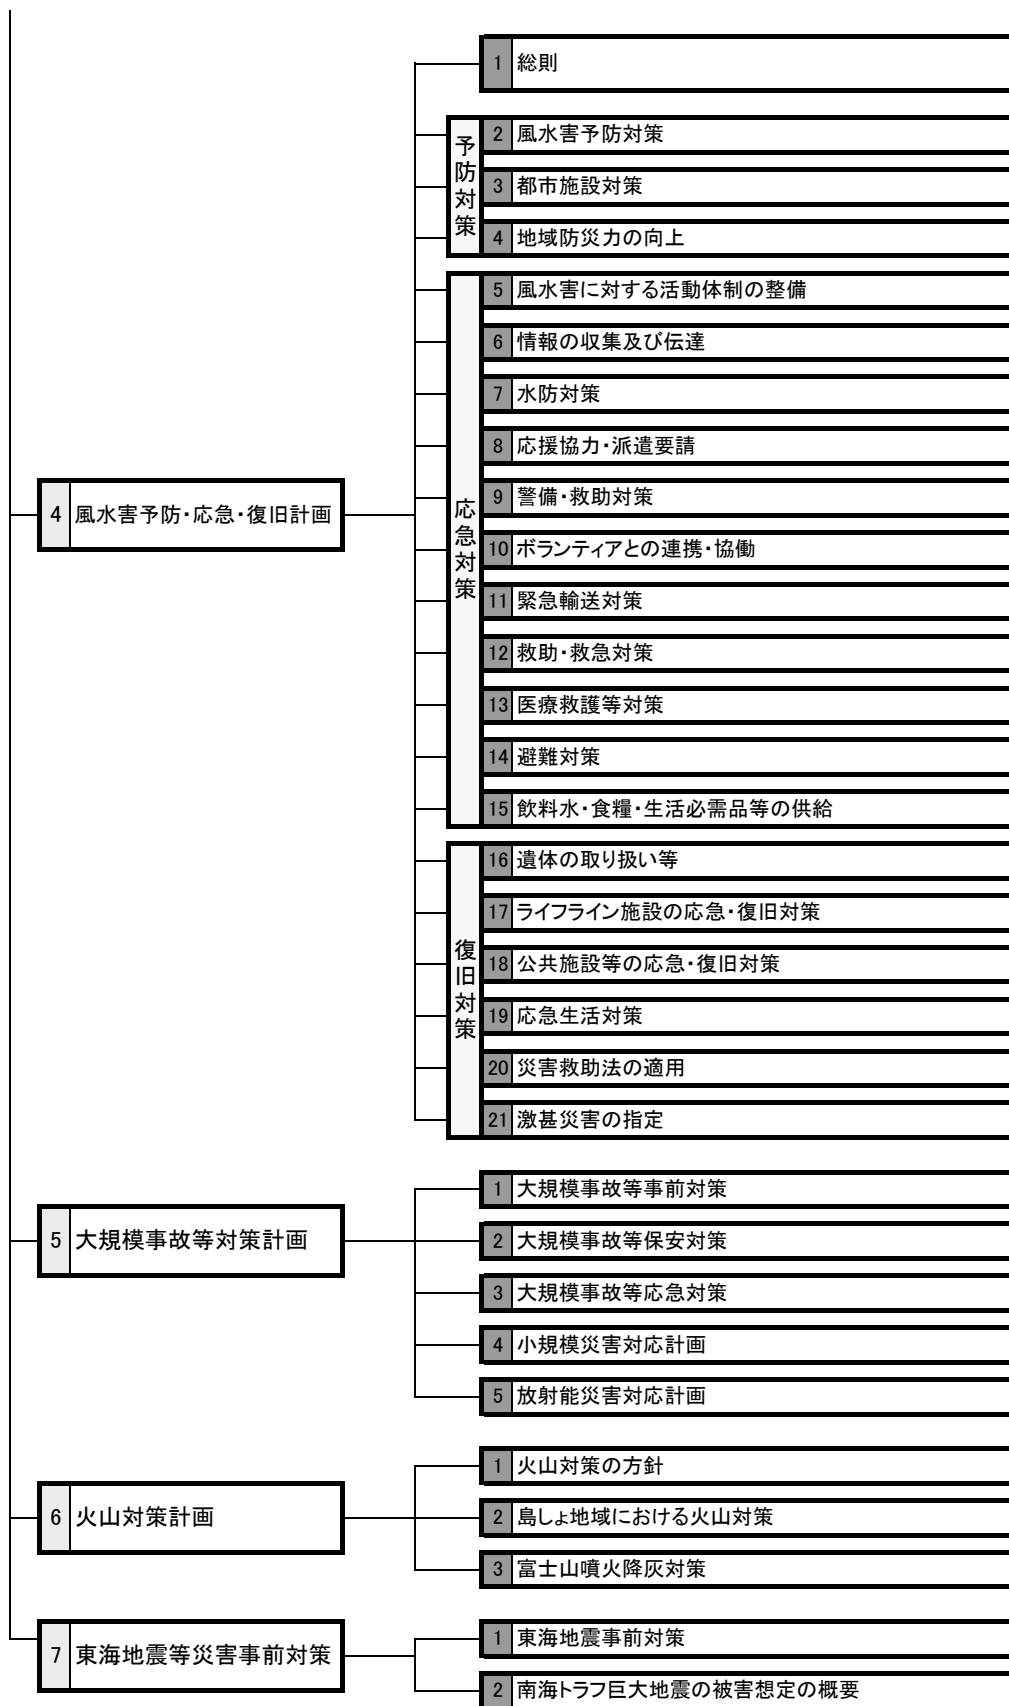 4 風水害予防・応急・復旧計画
1 総則
予防対策
2 風水害予防対策
3 都市施設対策
4 地域防災力の向上
応急対策
5 風水害に対する活動体制の整備
6 情報の収集及び伝達
7 水防対策
8 応援協力・派遣要請
9 警備・救助対策
10 ボランティアとの連携・協働
11 緊急輸送対策
12 救助・救急対策
13 医療救護等対策
14 避難対策
15 飲料水・食糧・生活必需品等の供給
復旧対策
16 遺体の取り扱い等
17 ライフライン施設の応急・復旧対策
18 公共施設等の応急・復旧対策
19 応急生活対策
20 災害救助法の適用
21 激甚災害の指定
5 大規模事故等対策計画
1 大規模事故等事前対策
2 大規模事故等保安対策
3 大規模事故等応急対策
4 小規模災害対応計画
5 放射能災害対応計画
6 火山対策計画
1 火山対策の方針
2 島しょ地域における火山対策
3 富士山噴火降灰対策
7 東海地震等災害事前対策
1 東海地震事前対策
2 南海トラフ巨大地震の被害想定の概要